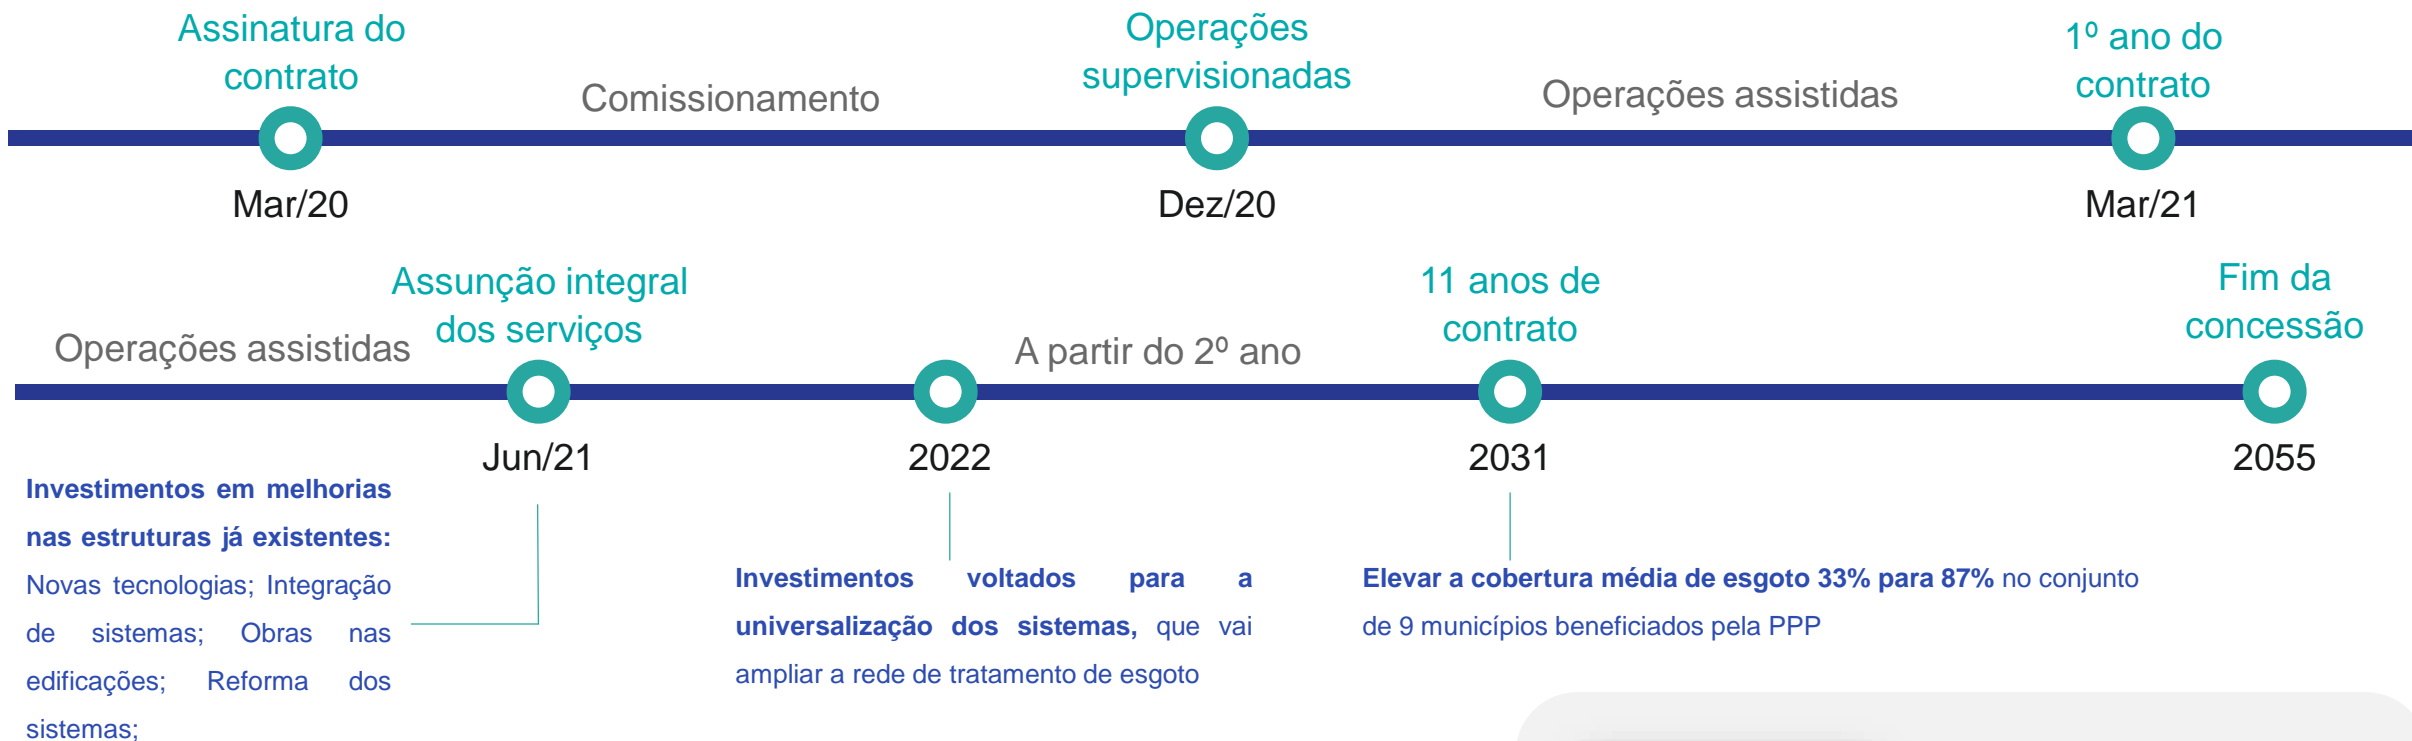 Assinatura do
contrato
Comissionamento
Operações
supervisionadas
Operações assistidas
1º ano do
contrato
Mar/20
Dez/20
Mar/21
Operações assistidas
Assunção integral
dos serviços
A partir do 2º ano
11 anos de
contrato
Fim da
concessão
Jun/21
2022
2031
2055
Investimentos em melhorias
nas estruturas já existentes:
Novas tecnologias; Integração
de sistemas; Obras nas
edificações; Reforma dos
sistemas;
Investimentos voltados para a
universalização dos sistemas, que vai
ampliar a rede de tratamento de esgoto
Elevar a cobertura média de esgoto 33% para 87% no conjunto
de 9 municípios beneficiados pela PPP